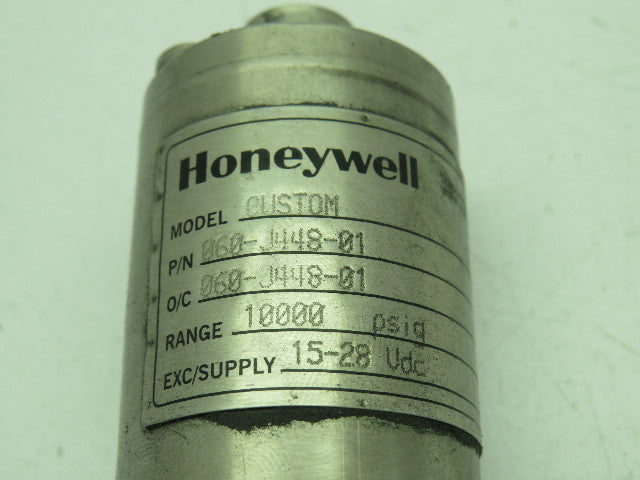 Honeywell
MODEL CUSTOM
P/N 060-J448-01
O/C 060-J448-01
RANGE 10000 psig
EXC/SUPPLY 15-28 Vdc